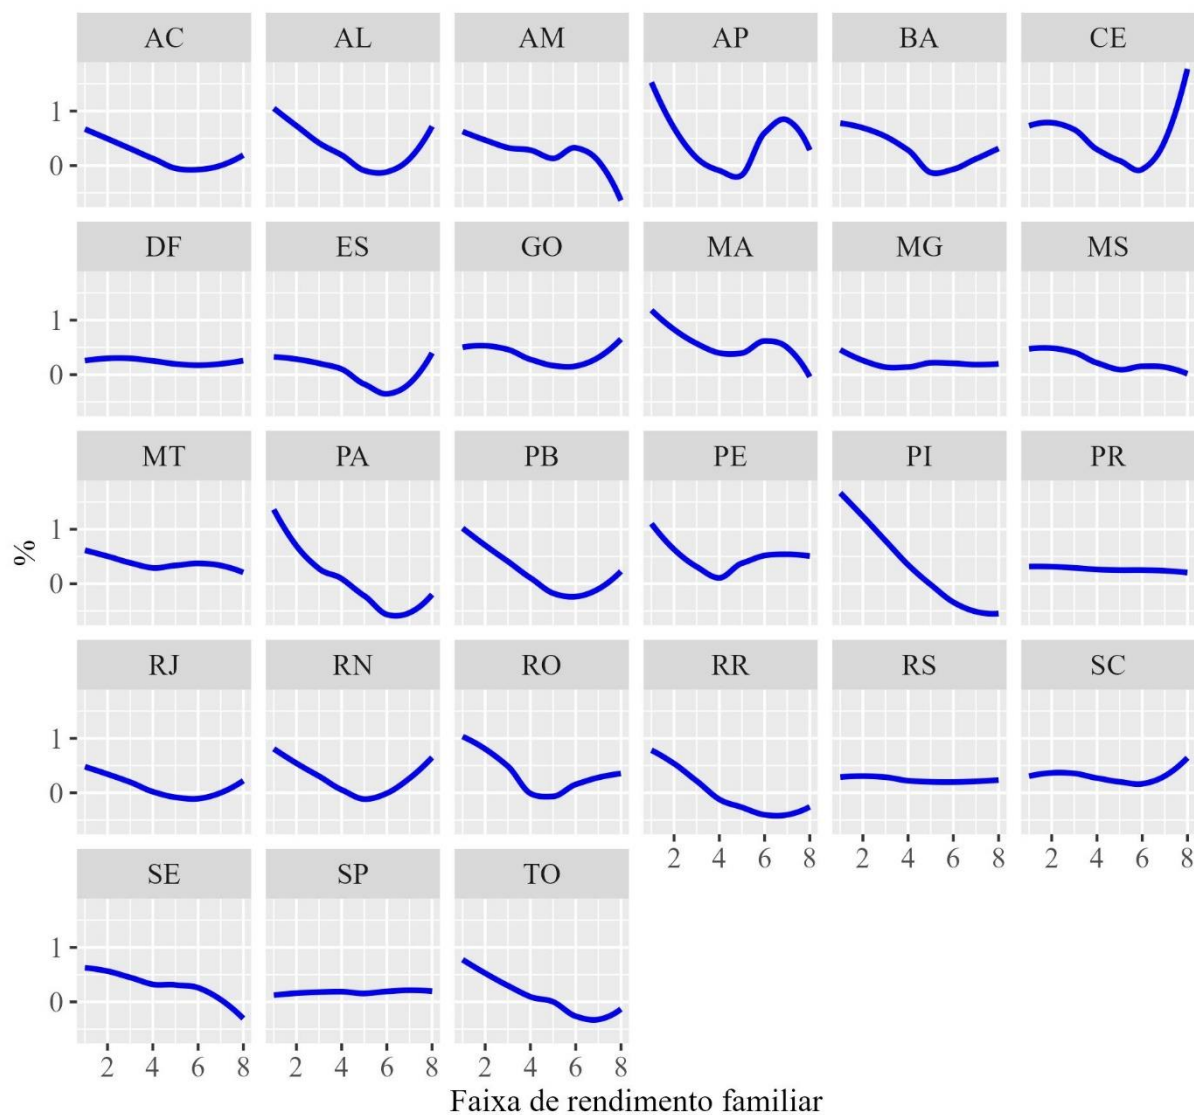 AC AL AM AP BA CE
1
0
DF ES GO MA MG MS
1
0
MT PA PB PE PI PR
1
0
%
RJ RN RO RR RS SC
1
0
2 4 6 8 2 4 6 8 2 4 6 8
SE SP TO
1
0
2 4 6 8 2 4 6 8 2 4 6 8
Faixa de rendimento familiar